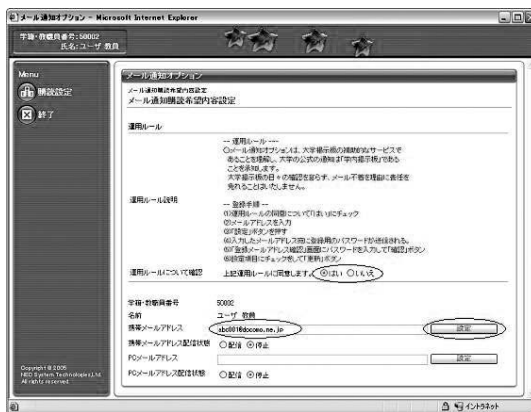 メール通知オプション - Microsoft Internet Explorer
学籍・教職員番号:50002
氏名:ユーザ 教員
Menu
購読設定
終了
メール通知オプション
メール通知購読希望内容設定
メール通知購読希望内容設定
運用ルール
-- 運用ルール ----
○メール通知オプションは、大学掲示板の補助的なサービスで
あることを理解し、大学の公式の通知は「学内掲示板」である
ことを承知します。
大学掲示板の日々の確認を怠らず、メール不着を理由に責任を
免れることはいたしません。
運用ルール説明
-- 登録手順 --
(1)運用ルールの同意について「はい」にチェック
(2)メールアドレスを入力
(3)「設定」ボタンを押す
(4)入力したメールアドレス宛に登録用のパスワードが送信される。
(5)「登録メールアドレス確認」画面にパスワードを入力して「確認」ボタン
(6)設定項目にチェックをして「更新」ボタン
運用ルールについて確認 上記運用ルールに同意します。 はい いいえ
学籍・教職員番号 50002
名前 ユーザ 教員
携帯メールアドレス abc001@docomo.ne.jp 設定
携帯メールアドレス配信状態 配信 停止
PCメールアドレス 設定
PCメールアドレス配信状態 配信 停止
Copyright © 2005
NEC System Technologies,Ltd.
All rights reserved.
イントラネット